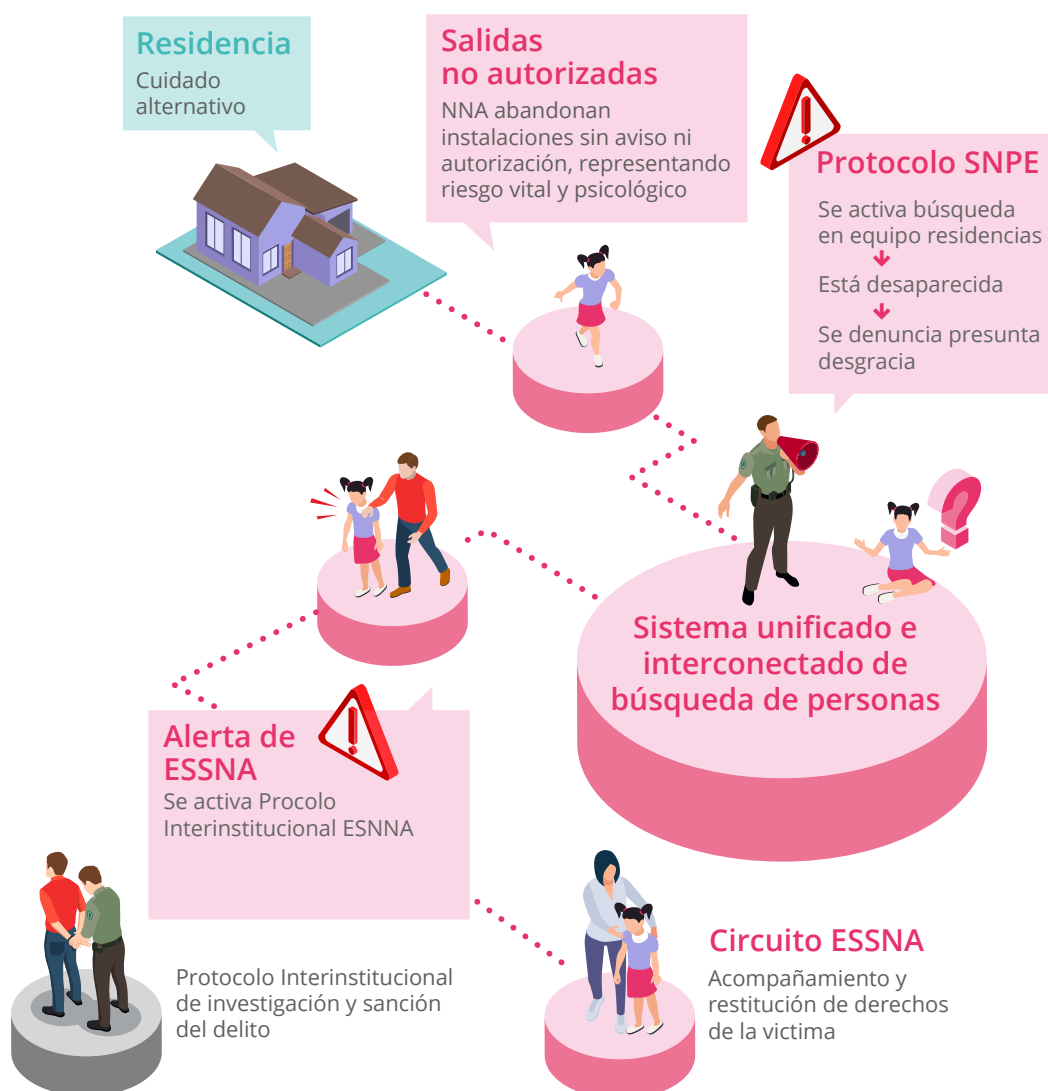 Residencia
Cuidado
alternativo
Salidas
no autorizadas
NNA abandonan
instalaciones sin aviso ni
autorización, representando
riesgo vital y psicológico
Protocolo SNPE
Se activa búsqueda
en equipo residencias
Está desaparecida
Se denuncia presunta
desgracia
Sistema unificado e
interconectado de
búsqueda de personas
Alerta de
ESSNA
Se activa Procolo
Interinstitucional ESNNA
Protocolo Interinstitucional
de investigación y sanción
del delito
Circuito ESSNA
Acompañamiento y
restitución de derechos
de la victima